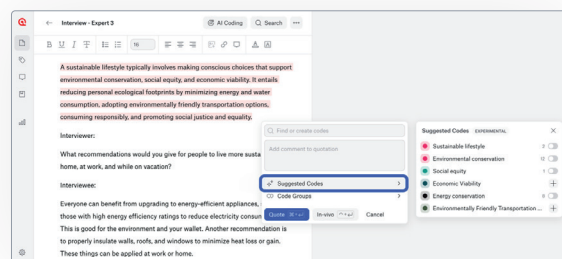 Interview - Expert 3
AI Coding
Search
B U I T
16
A sustainable lifestyle typically involves making conscious choices that support
environmental conservation, social equity, and economic viability. It entails
reducing personal ecological footprints by minimizing energy and water
consumption, adopting environmentally friendly transportation options,
consuming responsibly, and promoting social justice and equality.
Interviewer:
What recommendations would you give for people to live more susta
home, at work, and while on vacation?
Interviewee:
Everyone can benefit from upgrading to energy-efficient appliances,
those with high energy efficiency ratings to reduce electricity consun
This is good for the environment and your wallet. Another recommendation is
to properly insulate walls, roofs, and windows to minimize heat loss or gain.
These things can be applied at work or home.
Find or create codes
Add comment to quotation
Suggested Codes
Code Groups
Quote
In-vivo
Cancel
Suggested Codes EXPERIMENTAL
Sustainable lifestyle 2
Environmental conservation 12
Social equity 1
Economic Viability
Energy conservation
Environmentally Friendly Transportation ...